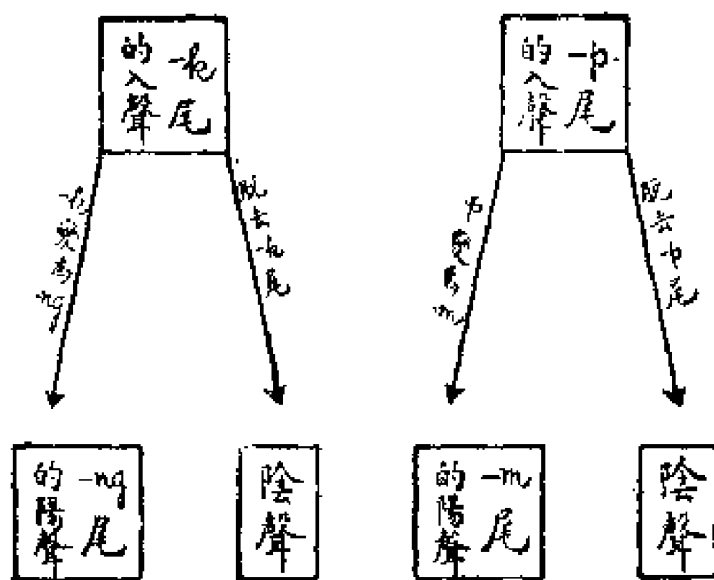 -k尾
的入聲
-p尾
的入聲
-k變為-ng
脫去-k尾
-p變為-m
脫去-p尾
-ng尾
的陽聲
陰聲
-m尾
的陽聲
陰聲